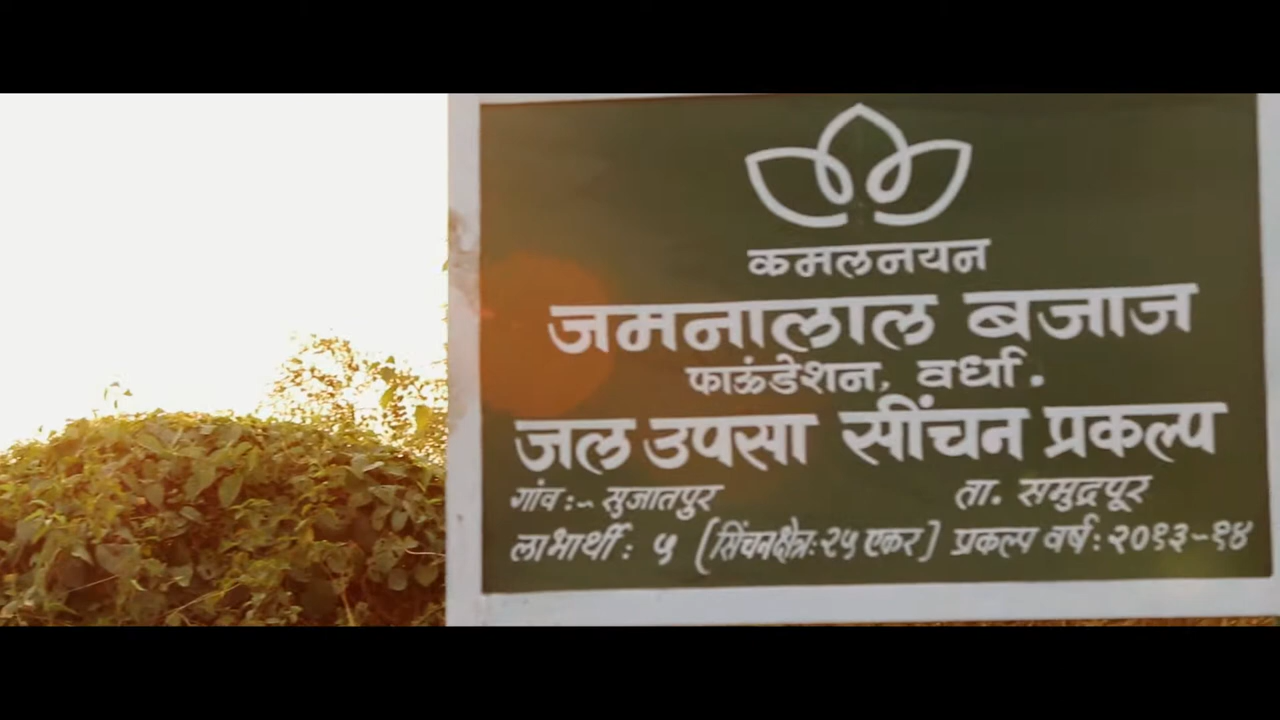 कमलनयन
जमनालाल बजाज
फाऊंडेशन, वर्धा.
जल उपसा सींचन प्रकल्प
गांव :- सुजातपुर ता. समुद्रपूर
लाभार्थी : ५ [सिंचनक्षेत्र: २५ एकर] प्रकल्प वर्ष : २०१३-१४